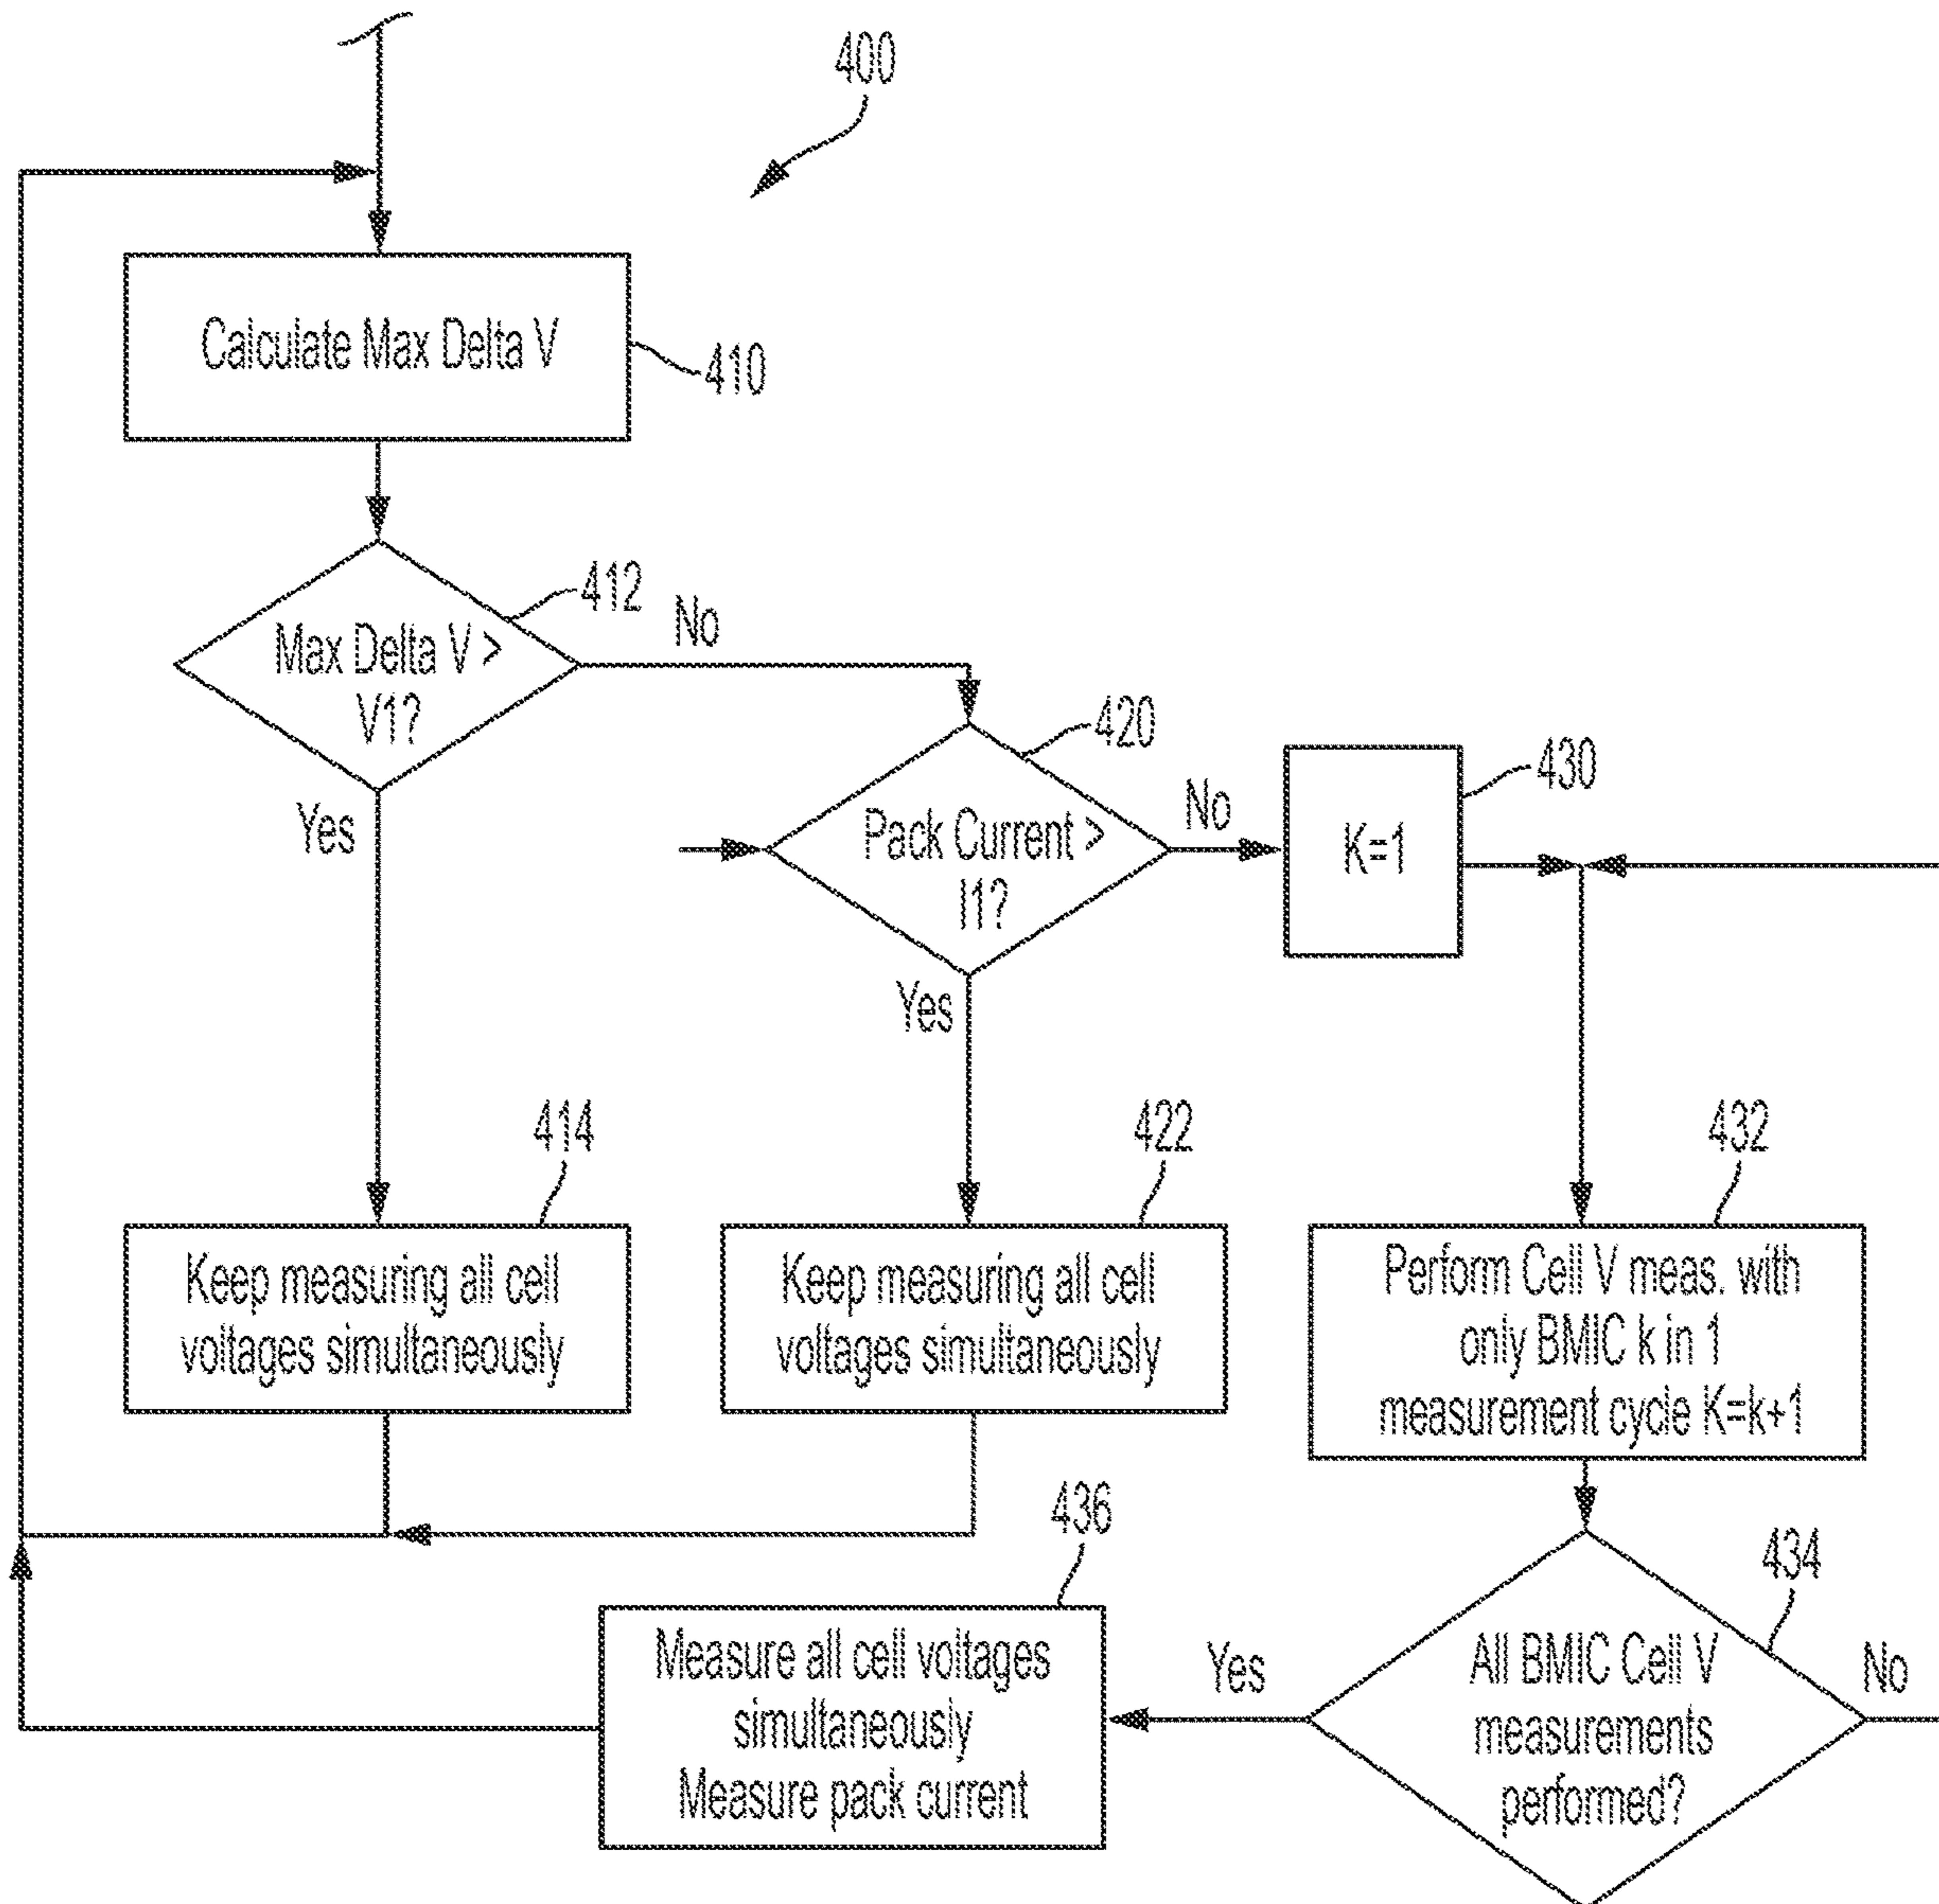 400
Calculate Max Delta V
410
412
Max Delta V >
V1?
No
Yes
420
Pack Current >
I1?
No
Yes
430
K=1
414
Keep measuring all cell
voltages simultaneously
422
Keep measuring all cell
voltages simultaneously
432
Perform Cell V meas. with
only BMIC k in 1
measurement cycle K=k+1
434
All BMIC Cell V
measurements
performed?
No
Yes
436
Measure all cell voltages
simultaneously
Measure pack current